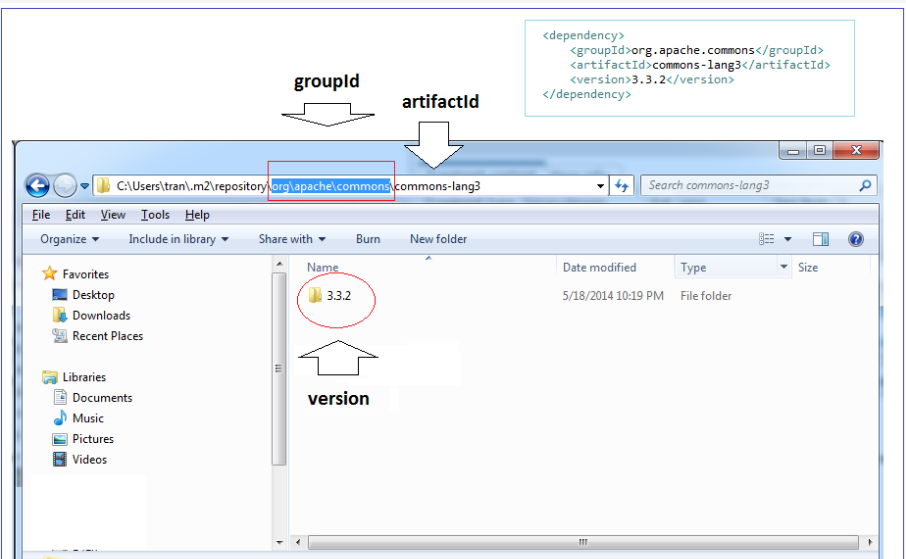 <dependency>
<groupId>org.apache.commons</groupId>
<artifactId>commons-lang3</artifactId>
<version>3.3.2</version>
</dependency>
groupId
artifactId
C:\Users\tran\.m2\repository\org\apache\commons\commons-lang3
Search commons-lang3
File Edit View Tools Help
Organize Include in library Share with Burn New folder
Name Date modified Type Size
Favorites
Desktop
Downloads
Recent Places
Libraries
Documents
Music
Pictures
Videos
3.3.2 5/18/2014 10:19 PM File folder
version